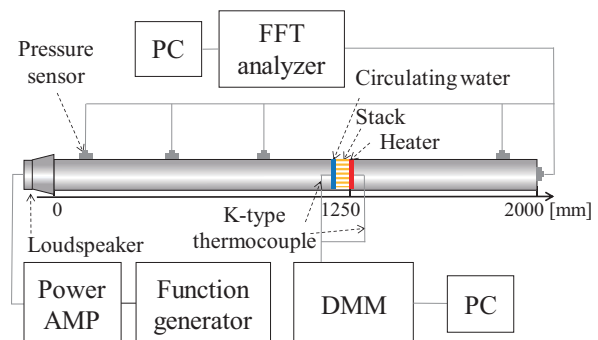 PC
FFT
analyzer
Pressure
sensor
Circulating water
Stack
Heater
0
K-type
thermocouple
1250
2000 [mm]
Loudspeaker
Power
AMP
Function
generator
DMM
PC